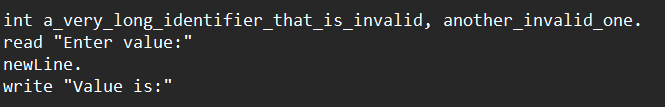 int a_very_long_identifier_that_is_invalid, another_invalid_one.
read "Enter value:"
newLine.
write "Value is:"